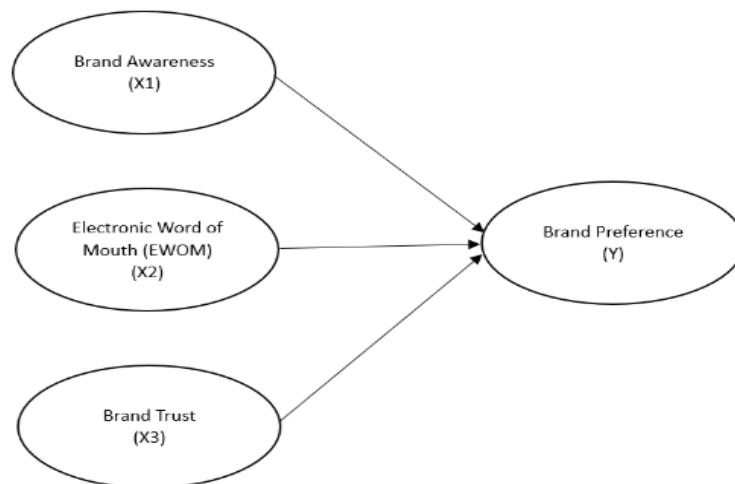 Brand Awareness
(X1)
Electronic Word of
Mouth (EWOM)
(X2)
Brand Preference
(Y)
Brand Trust
(X3)